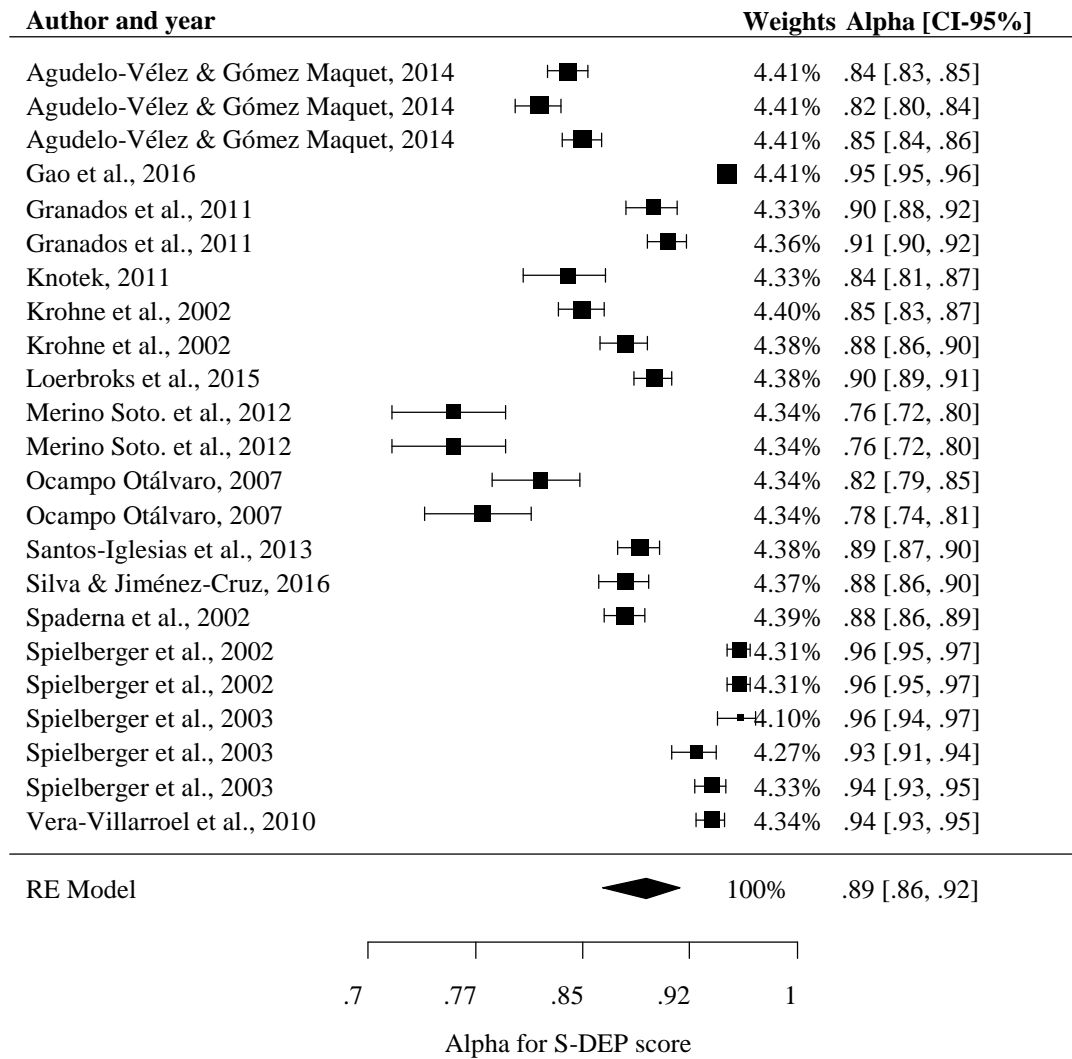 Author and year Weights Alpha [CI-95%]
Agudelo-Vélez & Gómez Maquet, 2014 4.41% .84 [.83, .85]
Agudelo-Vélez & Gómez Maquet, 2014 4.41% .82 [.80, .84]
Agudelo-Vélez & Gómez Maquet, 2014 4.41% .85 [.84, .86]
Gao et al., 2016 4.41% .95 [.95, .96]
Granados et al., 2011 4.33% .90 [.88, .92]
Granados et al., 2011 4.36% .91 [.90, .92]
Knotek, 2011 4.33% .84 [.81, .87]
Krohne et al., 2002 4.40% .85 [.83, .87]
Krohne et al., 2002 4.38% .88 [.86, .90]
Loerbroks et al., 2015 4.38% .90 [.89, .91]
Merino Soto. et al., 2012 4.34% .76 [.72, .80]
Merino Soto. et al., 2012 4.34% .76 [.72, .80]
Ocampo Otálvaro, 2007 4.34% .82 [.79, .85]
Ocampo Otálvaro, 2007 4.34% .78 [.74, .81]
Santos-Iglesias et al., 2013 4.38% .89 [.87, .90]
Silva & Jiménez-Cruz, 2016 4.37% .88 [.86, .90]
Spaderna et al., 2002 4.39% .88 [.86, .89]
Spielberger et al., 2002 4.31% .96 [.95, .97]
Spielberger et al., 2002 4.31% .96 [.95, .97]
Spielberger et al., 2003 4.10% .96 [.94, .97]
Spielberger et al., 2003 4.27% .93 [.91, .94]
Spielberger et al., 2003 4.33% .94 [.93, .95]
Vera-Villarroel et al., 2010 4.34% .94 [.93, .95]
RE Model 100% .89 [.86, .92]
.7 .77 .85 .92 1
Alpha for S-DEP score